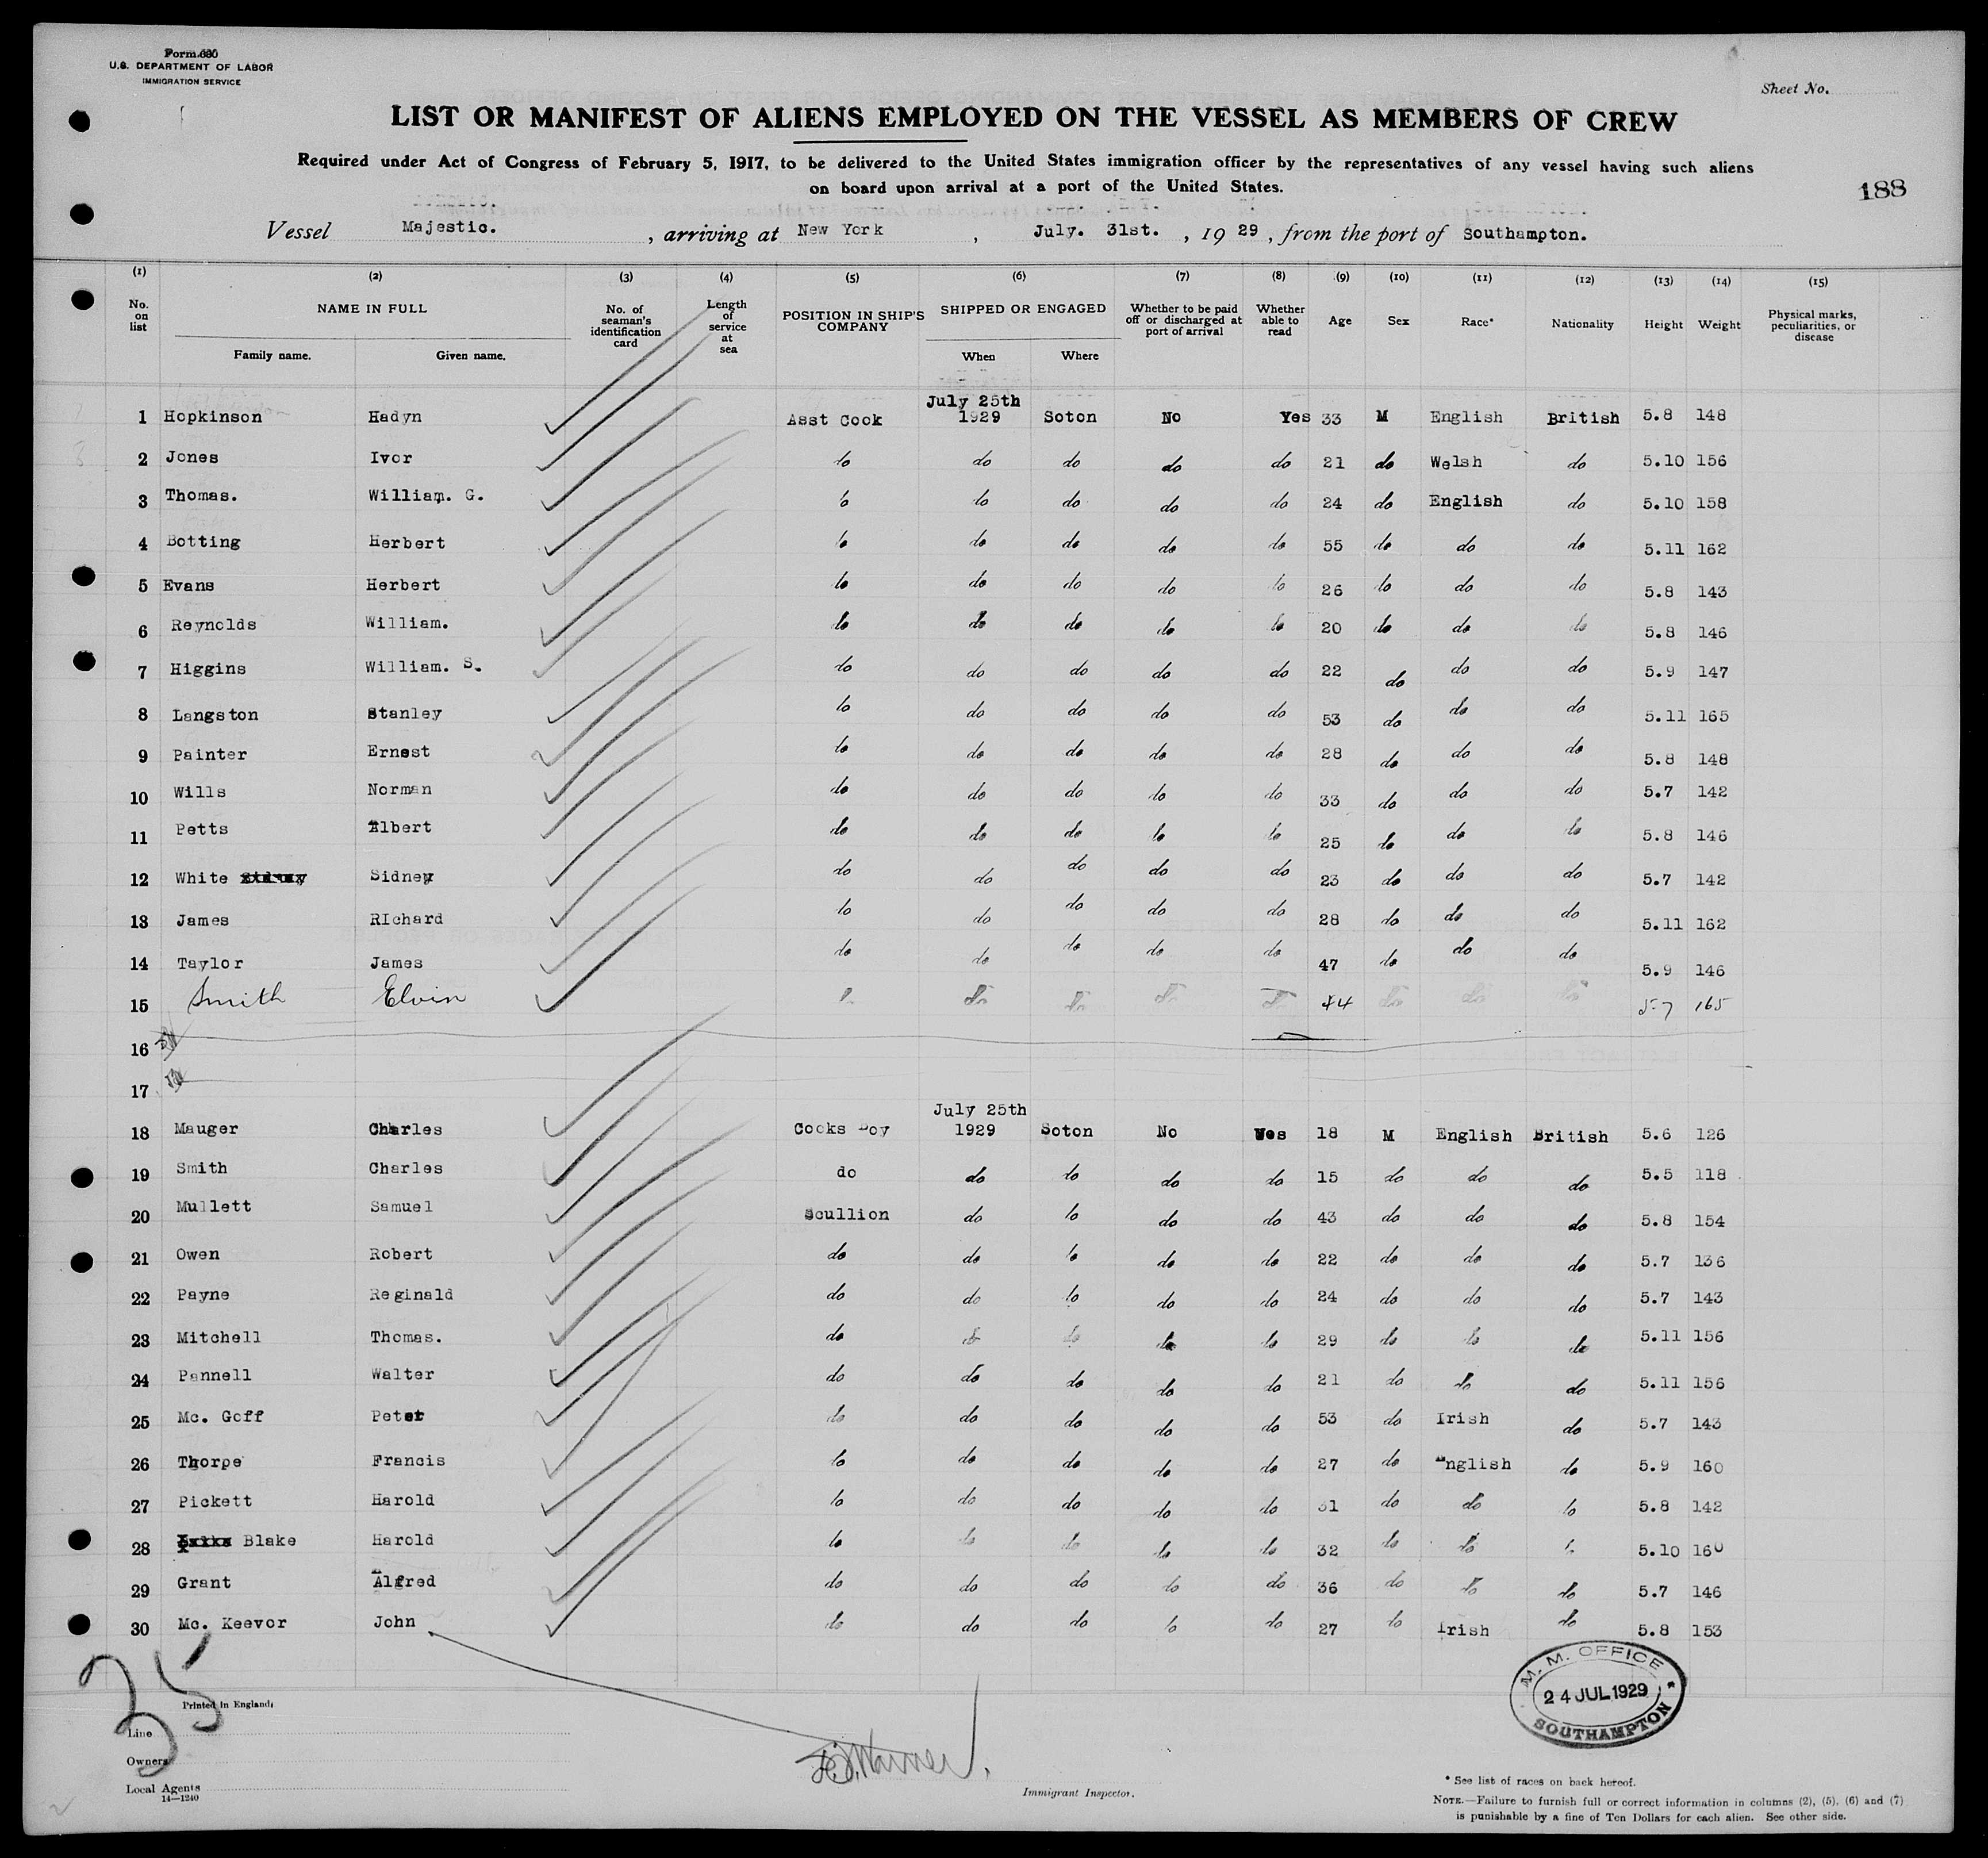 Form 680
U.S. DEPARTMENT OF LABOR
IMMIGRATION SERVICE
Sheet No.
LIST OR MANIFEST OF ALIENS EMPLOYED ON THE VESSEL AS MEMBERS OF CREW
Required under Act of Congress of February 5, 1917, to be delivered to the United States immigration officer by the representatives of any vessel having such aliens
on board upon arrival at a port of the United States.
188
Vessel Majestic. , arriving at New York , July. 31st. , 19 29 , from the port of Southampton.
(1) (2) (3) (4) (5) (6) (7) (8) (9) (10) (11) (12) (13) (14) (15)
No. on list NAME IN FULL Family name. Given name. No. of seaman's identification card Length of service at sea POSITION IN SHIP'S COMPANY SHIPPED OR ENGAGED When Where Whether to be paid off or discharged at port of arrival Whether able to read Age Sex Race* Nationality Height Weight Physical marks, peculiarities, or disease
1 Hopkinson Hadyn Asst Cook July 25th 1929 Soton No Yes 33 M English British 5.8 148
2 Jones Ivor do do do do do 21 do Welsh do 5.10 156
3 Thomas. William. G. do do do do do 24 do English do 5.10 158
4 Botting Herbert do do do do do 55 do do do 5.11 162
5 Evans Herbert do do do do do 26 do do do 5.8 143
6 Reynolds William. do do do do do 20 do do do 5.8 146
7 Higgins William. S. do do do do do 22 do do do 5.9 147
8 Langston Stanley do do do do do 53 do do do 5.11 165
9 Painter Ernest do do do do do 28 do do do 5.8 148
10 Wills Norman do do do do do 33 do do do 5.7 142
11 Petts Albert do do do do do 25 do do do 5.8 146
12 White Sidney do do do do do 23 do do do 5.7 142
13 James RIchard do do do do do 28 do do do 5.11 162
14 Taylor James do do do do do 47 do do do 5.9 146
15 Smith Elvin do do do do do 44 do do do 5.7 165
16
17
18 Mauger Charles Cooks Boy July 25th 1929 Soton No Yes 18 M English British 5.6 126
19 Smith Charles do do do do do 15 do do do 5.5 118
20 Mullett Samuel Scullion do do do do 43 do do do 5.8 154
21 Owen Robert do do do do do 22 do do do 5.7 136
22 Payne Reginald do do do do do 24 do do do 5.7 143
23 Mitchell Thomas. do do do do do 29 do do do 5.11 156
24 Pannell Walter do do do do do 21 do do do 5.11 156
25 Mc. Goff Peter do do do do do 53 do Irish do 5.7 143
26 Thorpe Francis do do do do do 27 do English do 5.9 160
27 Pickett Harold do do do do do 31 do do do 5.8 142
28 Blake Harold do do do do do 32 do do do 5.10 160
29 Grant Alfred do do do do do 36 do do do 5.7 146
30 Mc. Keevor John do do do do do 27 do Irish do 5.8 153
35
M. M. OFFICE
24 JUL 1929
SOUTHAMPTON
Printed in England.
Line
Owners
Local Agents
14—1240
Immigrant Inspector.
* See list of races on back hereof.
NOTE.—Failure to furnish full or correct information in columns (2), (5), (6) and (7)
is punishable by a fine of Ten Dollars for each alien. See other side.